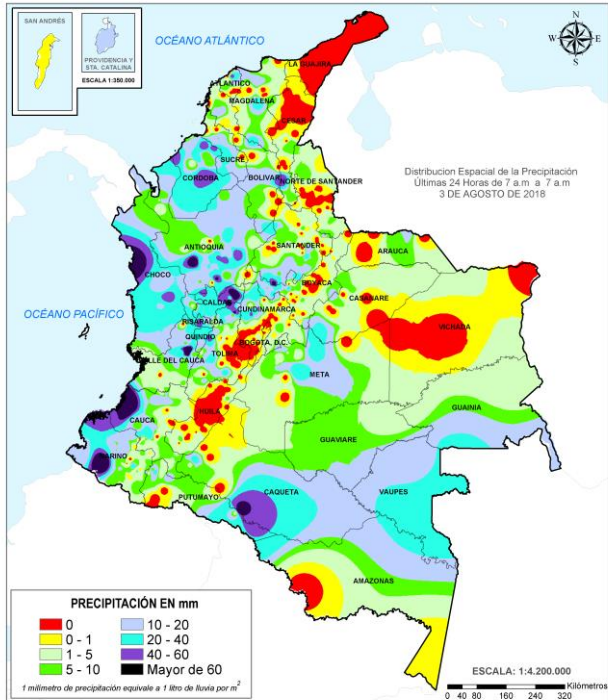 SAN ANDRÉS
PROVIDENCIA Y
STA. CATALINA
ESCALA 1:350.000
OCÉANO ATLÁNTICO
N
W
E
S
LA GUAJIRA
ATLANTICO
MAGDALENA
CESAR
SUCRE
CORDOBA
BOLIVAR
NORTE DE SANTANDER
Distribucion Espacial de la Precipitación
Últimas 24 Horas de 7 a.m a 7 a.m
3 DE AGOSTO DE 2018
ANTIOQUIA
SANTANDER
ARAUCA
CHOCO
BOYACA
CASANARE
OCÉANO PACÍFICO
CALDAS
CUNDINAMARCA
VICHADA
RISARALDA
QUINDIO
BOGOTA, D.C.
TOLIMA
VALLE DEL CAUCA
META
HUILA
CAUCA
GUAINIA
GUAVIARE
NARIÑO
PUTUMAYO
CAQUETA
VAUPES
AMAZONAS
PRECIPITACIÓN EN mm
0
10 - 20
0 - 1
20 - 40
1 - 5
40 - 60
5 - 10
Mayor de 60
1 milimetro de precipitación equivale a 1 litro de lluvia por m²
ESCALA: 1:4.200.000
Kilómetros
0 40 80 160 240 320